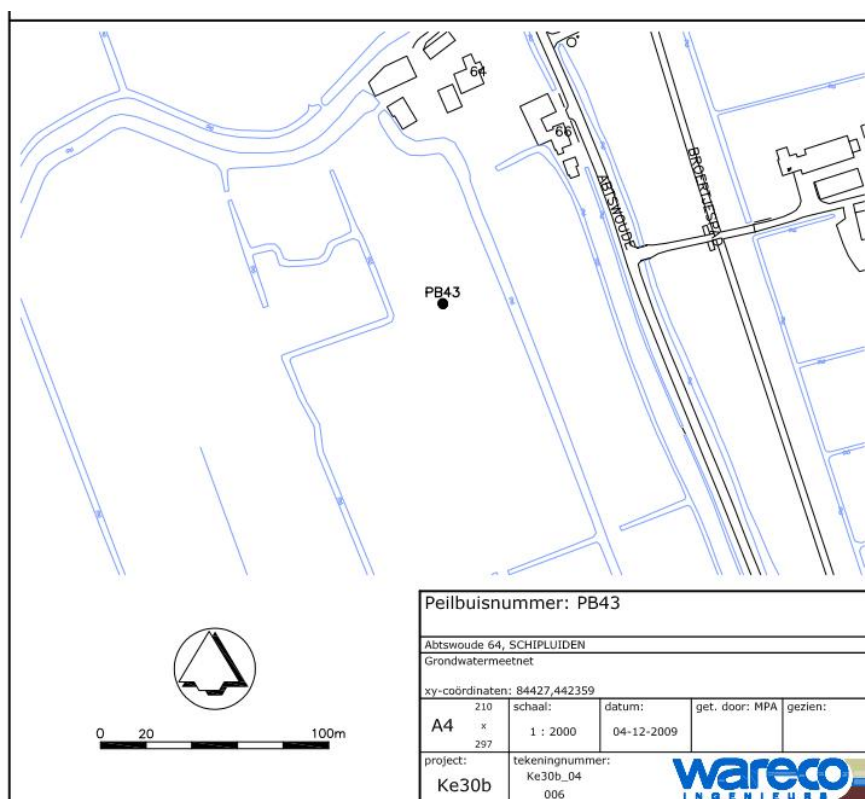 64
66
ABTSWOUDE
BROERTJESPAD
PB43
0 20 100m
Peilbuisnummer: PB43
Abtswoude 64, SCHIPLUIDEN
Grondwatermeetnet
xy-coördinaten: 84427,442359
A4
210
x
297
schaal:
1 : 2000
datum:
04-12-2009
get. door: MPA
gezien:
project:
Ke30b
tekeningnummer:
Ke30b_04
006
wareco
INGENIEURS